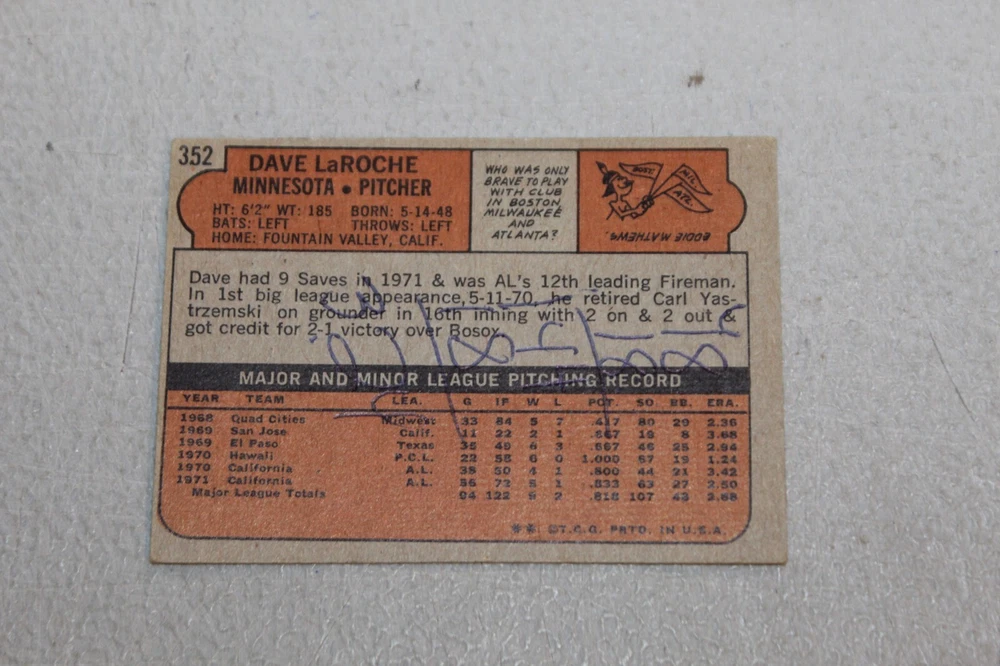 352
DAVE LaROCHE
MINNESOTA • PITCHER
HT: 6'2" WT: 185 BORN: 5-14-48
BATS: LEFT THROWS: LEFT
HOME: FOUNTAIN VALLEY, CALIF.
WHO WAS ONLY
BRAVE TO PLAY
WITH CLUB
IN BOSTON,
MILWAUKEE
AND
ATLANTA?
BOST.
MIL.
ATL.
EDDIE MATHEWS.
Dave had 9 Saves in 1971 & was AL's 12th leading Fireman.
In 1st big league appearance, 5-11-70, he retired Carl Yas-
trzemski on grounder in 16th inning with 2 on & 2 out &
got credit for 2-1 victory over Bosox.
MAJOR AND MINOR LEAGUE PITCHING RECORD
YEAR TEAM LEA. G IP W L PCT. SO BB. ERA.
1968 Quad Cities Midwest 33 84 5 7 .417 80 29 2.36
1969 San Jose Calif. 11 22 2 1 .667 19 8 3.68
1969 El Paso Texas 35 49 6 3 .667 46 25 2.94
1970 Hawaii P.C.L. 22 58 6 0 1.000 67 19 1.24
1970 California A.L. 38 50 4 1 .800 44 21 3.42
1971 California A.L. 56 72 5 1 .833 63 27 2.50
Major League Totals 94 122 9 2 .818 107 43 2.88
** ©T.C.G. PRTD. IN U.S.A.